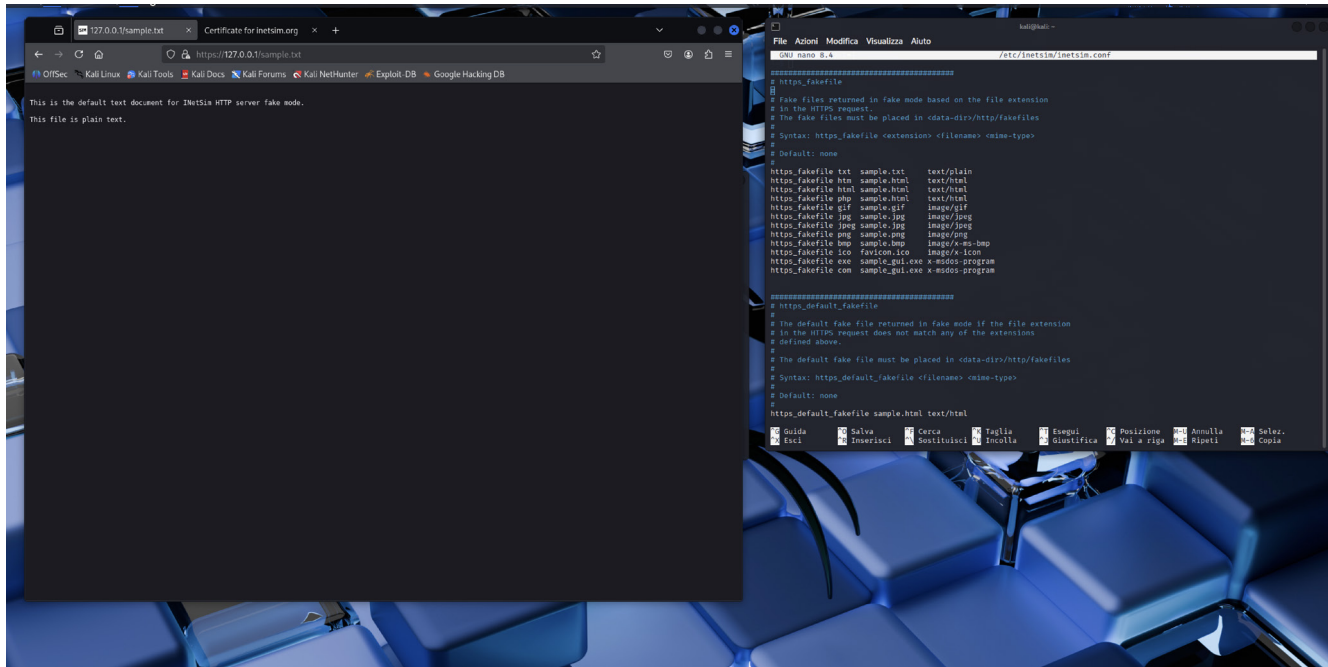 127.0.0.1/sample.txt
Certificate for inetsim.org
https://127.0.0.1/sample.txt
OffSec Kali Linux Kali Tools Kali Docs Kali Forums Kali NetHunter Exploit-DB Google Hacking DB
This is the default text document for INetSim HTTP server fake mode.
This file is plain text.
kali@kali: ~
File Azioni Modifica Visualizza Aiuto
GNU nano 8.4 /etc/inetsim/inetsim.conf
##########################################
# https_fakefile
#
# Fake files returned in fake mode based on the file extension
# in the HTTPS request.
# The fake files must be placed in <data-dir>/http/fakefiles
#
# Syntax: https_fakefile <extension> <filename> <mime-type>
#
# Default: none
#
https_fakefile txt sample.txt text/plain
https_fakefile htm sample.html text/html
https_fakefile html sample.html text/html
https_fakefile php sample.html text/html
https_fakefile gif sample.gif image/gif
https_fakefile jpg sample.jpg image/jpeg
https_fakefile jpeg sample.jpg image/jpeg
https_fakefile png sample.png image/png
https_fakefile bmp sample.bmp image/x-ms-bmp
https_fakefile ico favicon.ico image/x-icon
https_fakefile exe sample_gui.exe x-msdos-program
https_fakefile com sample_gui.exe x-msdos-program
##########################################
# https_default_fakefile
#
# The default fake file returned in fake mode if the file extension
# in the HTTPS request does not match any of the extensions
# defined above.
#
# The default fake file must be placed in <data-dir>/http/fakefiles
#
# Syntax: https_default_fakefile <filename> <mime-type>
#
# Default: none
#
https_default_fakefile sample.html text/html
^G Guida ^O Salva ^F Cerca ^K Taglia ^T Esegui ^C Posizione M-U Annulla M-A Selez.
^X Esci ^R Inserisci ^\ Sostituisci ^U Incolla ^J Giustifica ^/ Vai a riga M-E Ripeti M-6 Copia